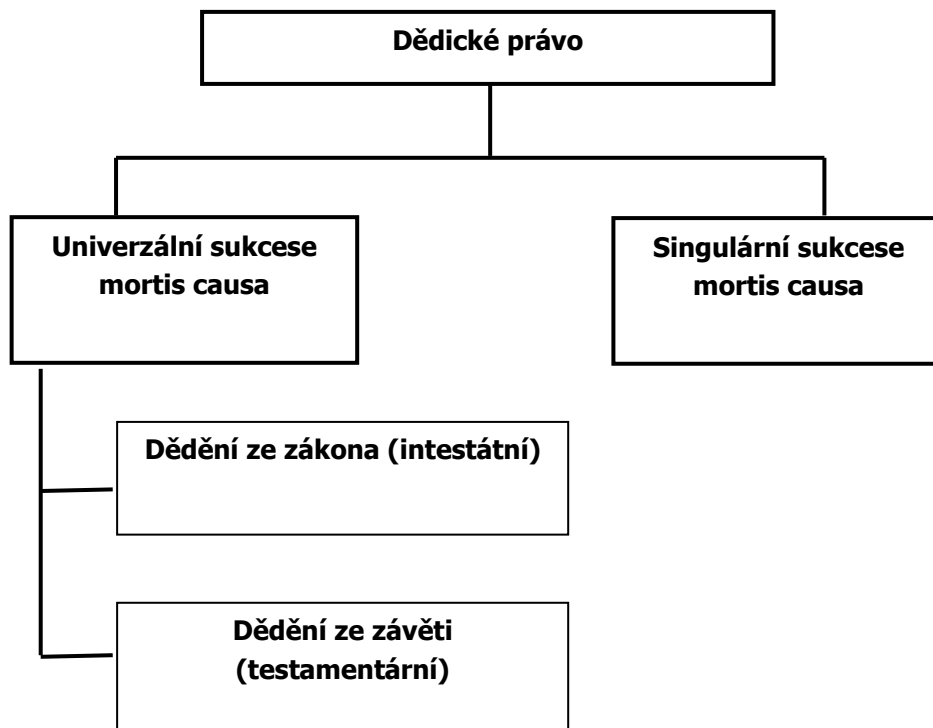 Dědické právo
Univerzální sukcese
mortis causa
Singulární sukcese
mortis causa
Dědění ze zákona (intestátní)
Dědění ze závěti
(testamentární)